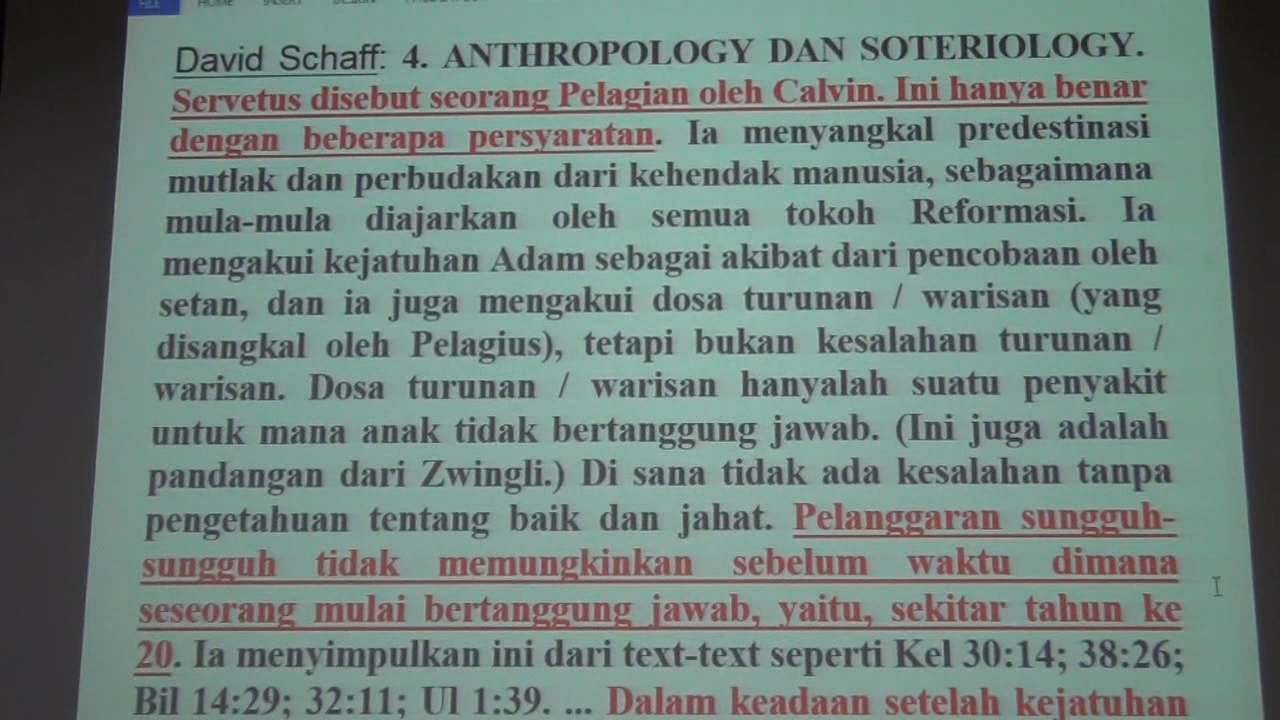 FILE HOME INSERT DESIGN
David Schaff: 4. ANTHROPOLOGY DAN SOTERIOLOGY.
Servetus disebut seorang Pelagian oleh Calvin. Ini hanya benar
dengan beberapa persyaratan. Ia menyangkal predestinasi
mutlak dan perbudakan dari kehendak manusia, sebagaimana
mula-mula diajarkan oleh semua tokoh Reformasi. Ia
mengakui kejatuhan Adam sebagai akibat dari pencobaan oleh
setan, dan ia juga mengakui dosa turunan / warisan (yang
disangkal oleh Pelagius), tetapi bukan kesalahan turunan /
warisan. Dosa turunan / warisan hanyalah suatu penyakit
untuk mana anak tidak bertanggung jawab. (Ini juga adalah
pandangan dari Zwingli.) Di sana tidak ada kesalahan tanpa
pengetahuan tentang baik dan jahat. Pelanggaran sungguh-
sungguh tidak memungkinkan sebelum waktu dimana
seseorang mulai bertanggung jawab, yaitu, sekitar tahun ke
20. Ia menyimpulkan ini dari text-text seperti Kel 30:14; 38:26;
Bil 14:29; 32:11; Ul 1:39. ... Dalam keadaan setelah kejatuhan